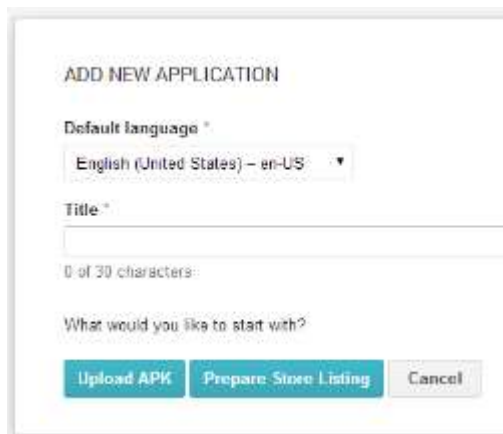 ADD NEW APPLICATION
Default language *
English (United States) – en-US
Title *
0 of 30 characters
What would you like to start with?
Upload APK Prepare Store Listing Cancel